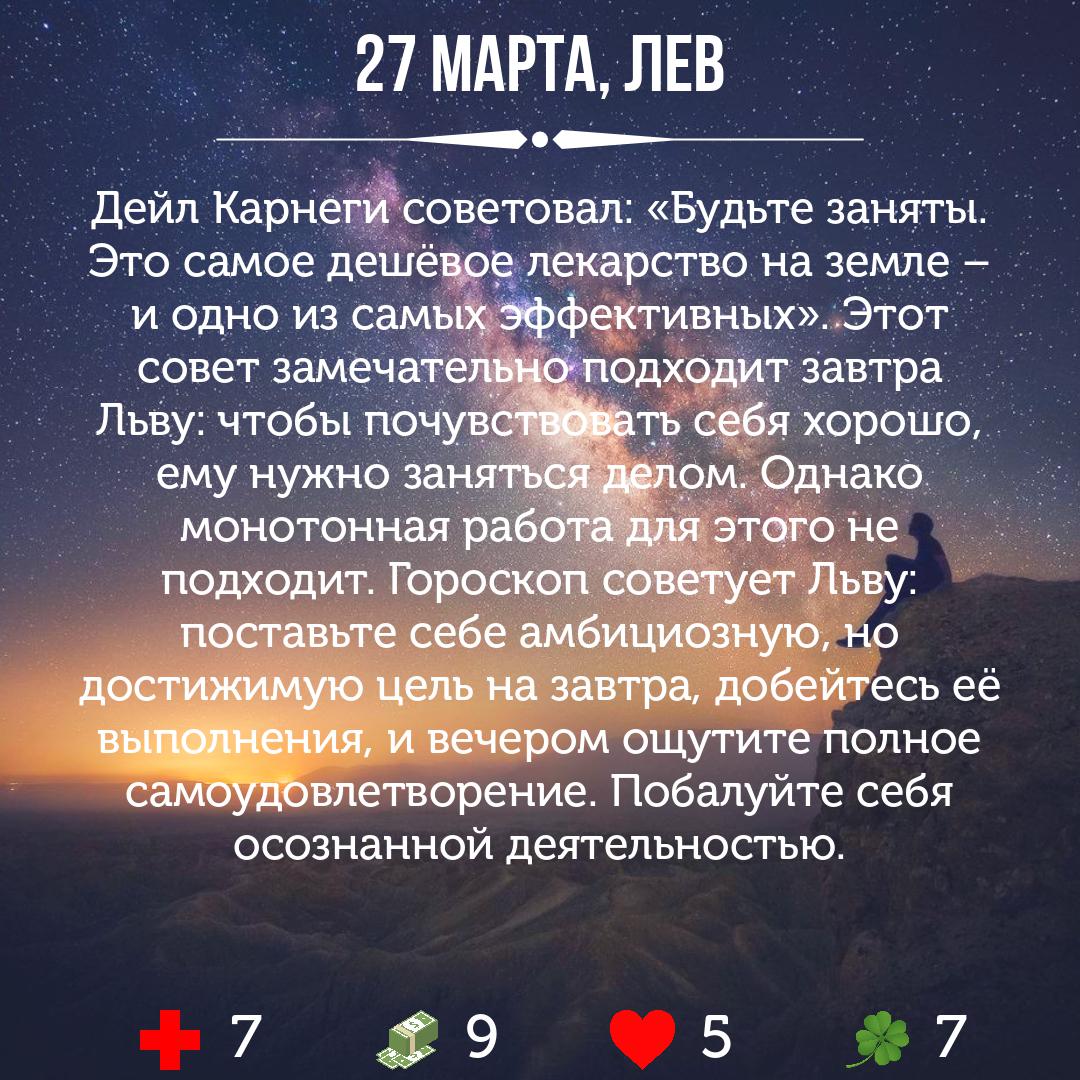 27 МАРТА, ЛЕВ
Дейл Карнеги советовал: «Будьте заняты.
Это самое дешёвое лекарство на земле –
и одно из самых эффективных». Этот
совет замечательно подходит завтра
Льву: чтобы почувствовать себя хорошо,
ему нужно заняться делом. Однако
монотонная работа для этого не
подходит. Гороскоп советует Льву:
поставьте себе амбициозную, но
достижимую цель на завтра, добейтесь её
выполнения, и вечером ощутите полное
самоудовлетворение. Побалуйте себя
осознанной деятельностью.
7 9 5 7